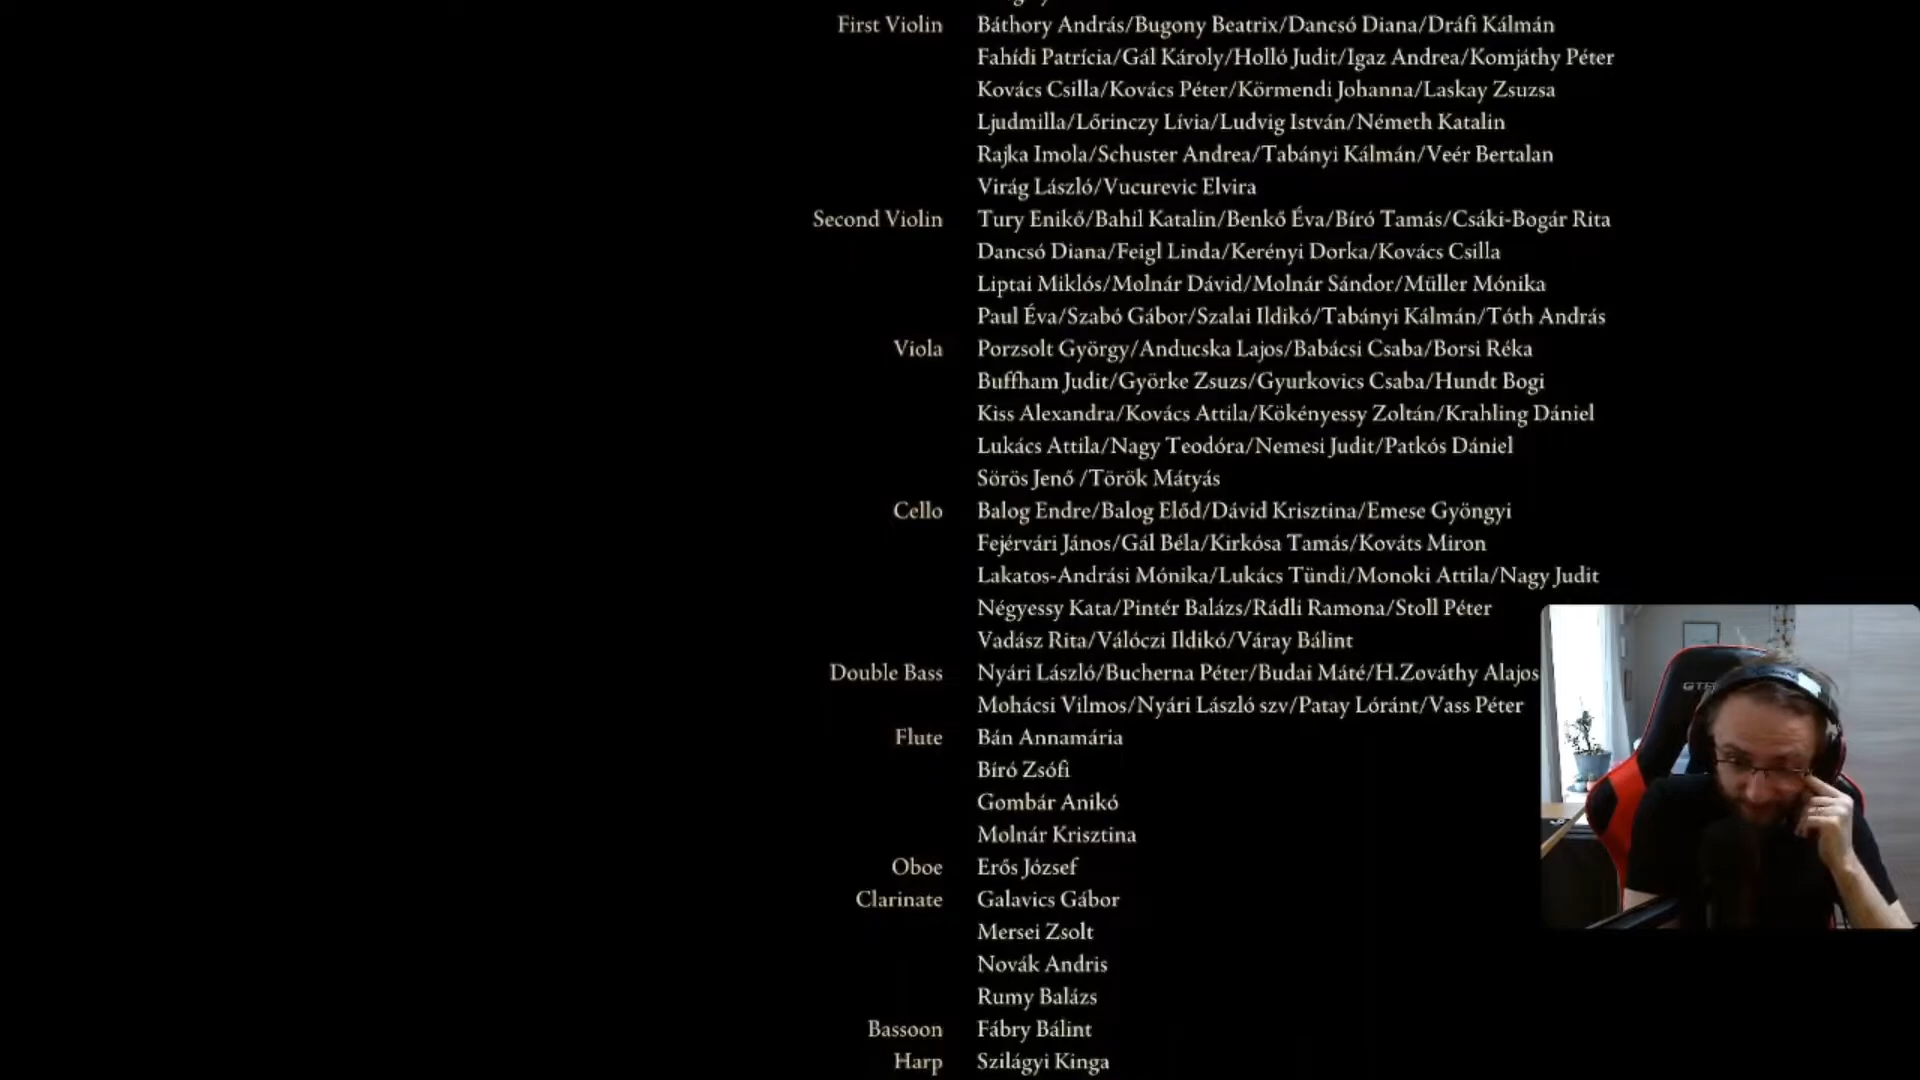 First Violin Báthory András/Bugony Beatrix/Dancsó Diana/Dráfi Kálmán
Fahídi Patrícia/Gál Károly/Holló Judit/Igaz Andrea/Komjáthy Péter
Kovács Csilla/Kovács Péter/Körmendi Johanna/Laskay Zsuzsa
Ljudmilla/Lőrinczy Lívia/Ludvig István/Németh Katalin
Rajka Imola/Schuster Andrea/Tabányi Kálmán/Veér Bertalan
Virág László/Vucurevic Elvira
Second Violin Tury Enikő/Bahil Katalin/Benkő Éva/Bíró Tamás/Csáki-Bogár Rita
Dancsó Diana/Feigl Linda/Kerényi Dorka/Kovács Csilla
Liptai Miklós/Molnár Dávid/Molnár Sándor/Müller Mónika
Paul Éva/Szabó Gábor/Szalai Ildikó/Tabányi Kálmán/Tóth András
Viola Porzsolt György/Anducska Lajos/Babácsi Csaba/Borsi Réka
Buffham Judit/Györke Zsuzs/Gyurkovics Csaba/Hundt Bogi
Kiss Alexandra/Kovács Attila/Kökényessy Zoltán/Krahling Dániel
Lukács Attila/Nagy Teodóra/Nemesi Judit/Patkós Dániel
Sörös Jenő /Török Mátyás
Cello Balog Endre/Balog Előd/Dávid Krisztina/Emese Gyöngyi
Fejérvári János/Gál Béla/Kirkósa Tamás/Kováts Miron
Lakatos-Andrási Mónika/Lukács Tündi/Monoki Attila/Nagy Judit
Négyessy Kata/Pintér Balázs/Rádli Ramona/Stoll Péter
Vadász Rita/Válóczi Ildikó/Váray Bálint
Double Bass Nyári László/Bucherna Péter/Budai Máté/H.Zováthy Alajos
Mohácsi Vilmos/Nyári László szv/Patay Lóránt/Vass Péter
Flute Bán Annamária
Bíró Zsófi
Gombár Anikó
Molnár Krisztina
Oboe Erős József
Clarinate Galavics Gábor
Mersei Zsolt
Novák Andris
Rumy Balázs
Bassoon Fábry Bálint
Harp Szilágyi Kinga